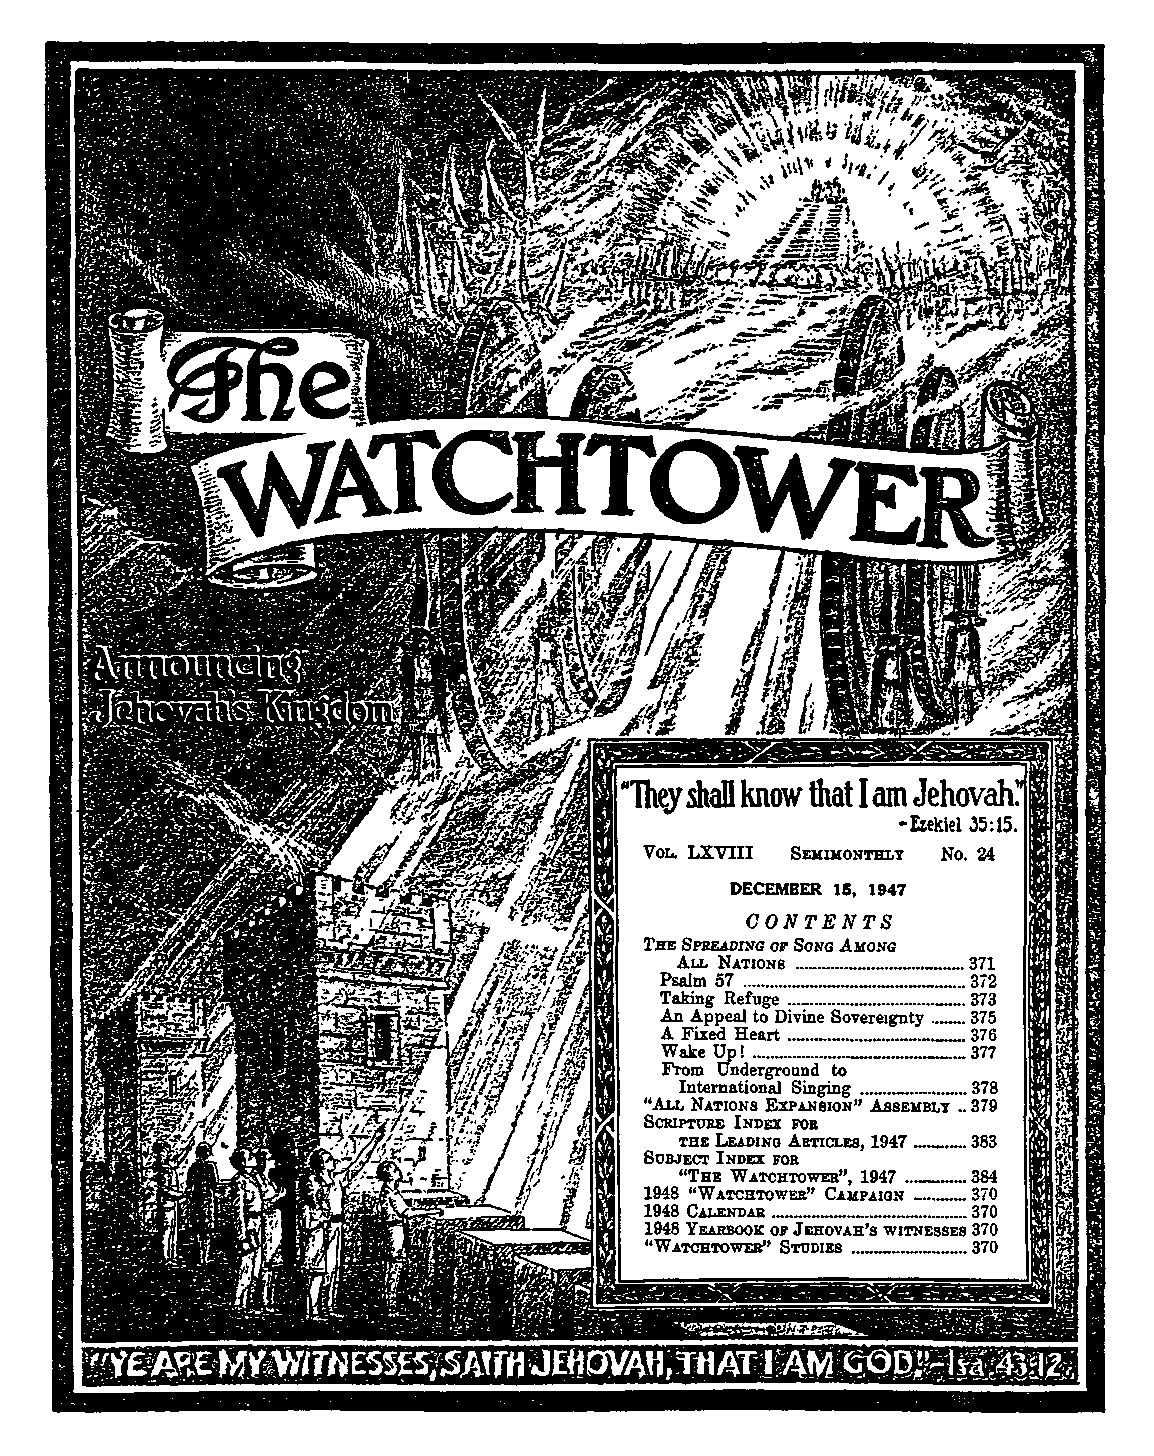 The
WATCHTOWER
Announcing
Jehovah's Kingdom
"They shall know that I am Jehovah."
- Ezekiel 35:15.
VOL. LXVIII SEMIMONTHLY No. 24
DECEMBER 15, 1947
CONTENTS
THE SPREADING OF SONG AMONG
ALL NATIONS ........ 371
Psalm 57 ........ 372
Taking Refuge ........ 373
An Appeal to Divine Sovereignty ........ 375
A Fixed Heart ........ 376
Wake Up! ........ 377
From Underground to
International Singing ........ 378
"ALL NATIONS EXPANSION" ASSEMBLY .. 379
SCRIPTURE INDEX FOR
THE LEADING ARTICLES, 1947 ........ 383
SUBJECT INDEX FOR
"THE WATCHTOWER", 1947 ........ 384
1948 "WATCHTOWER" CAMPAIGN ........ 370
1948 CALENDAR ........ 370
1948 YEARBOOK OF JEHOVAH'S WITNESSES 370
"WATCHTOWER" STUDIES ........ 370
"YE ARE MY WITNESSES, SAITH JEHOVAH, THAT I AM GOD."-Isa. 43:12.